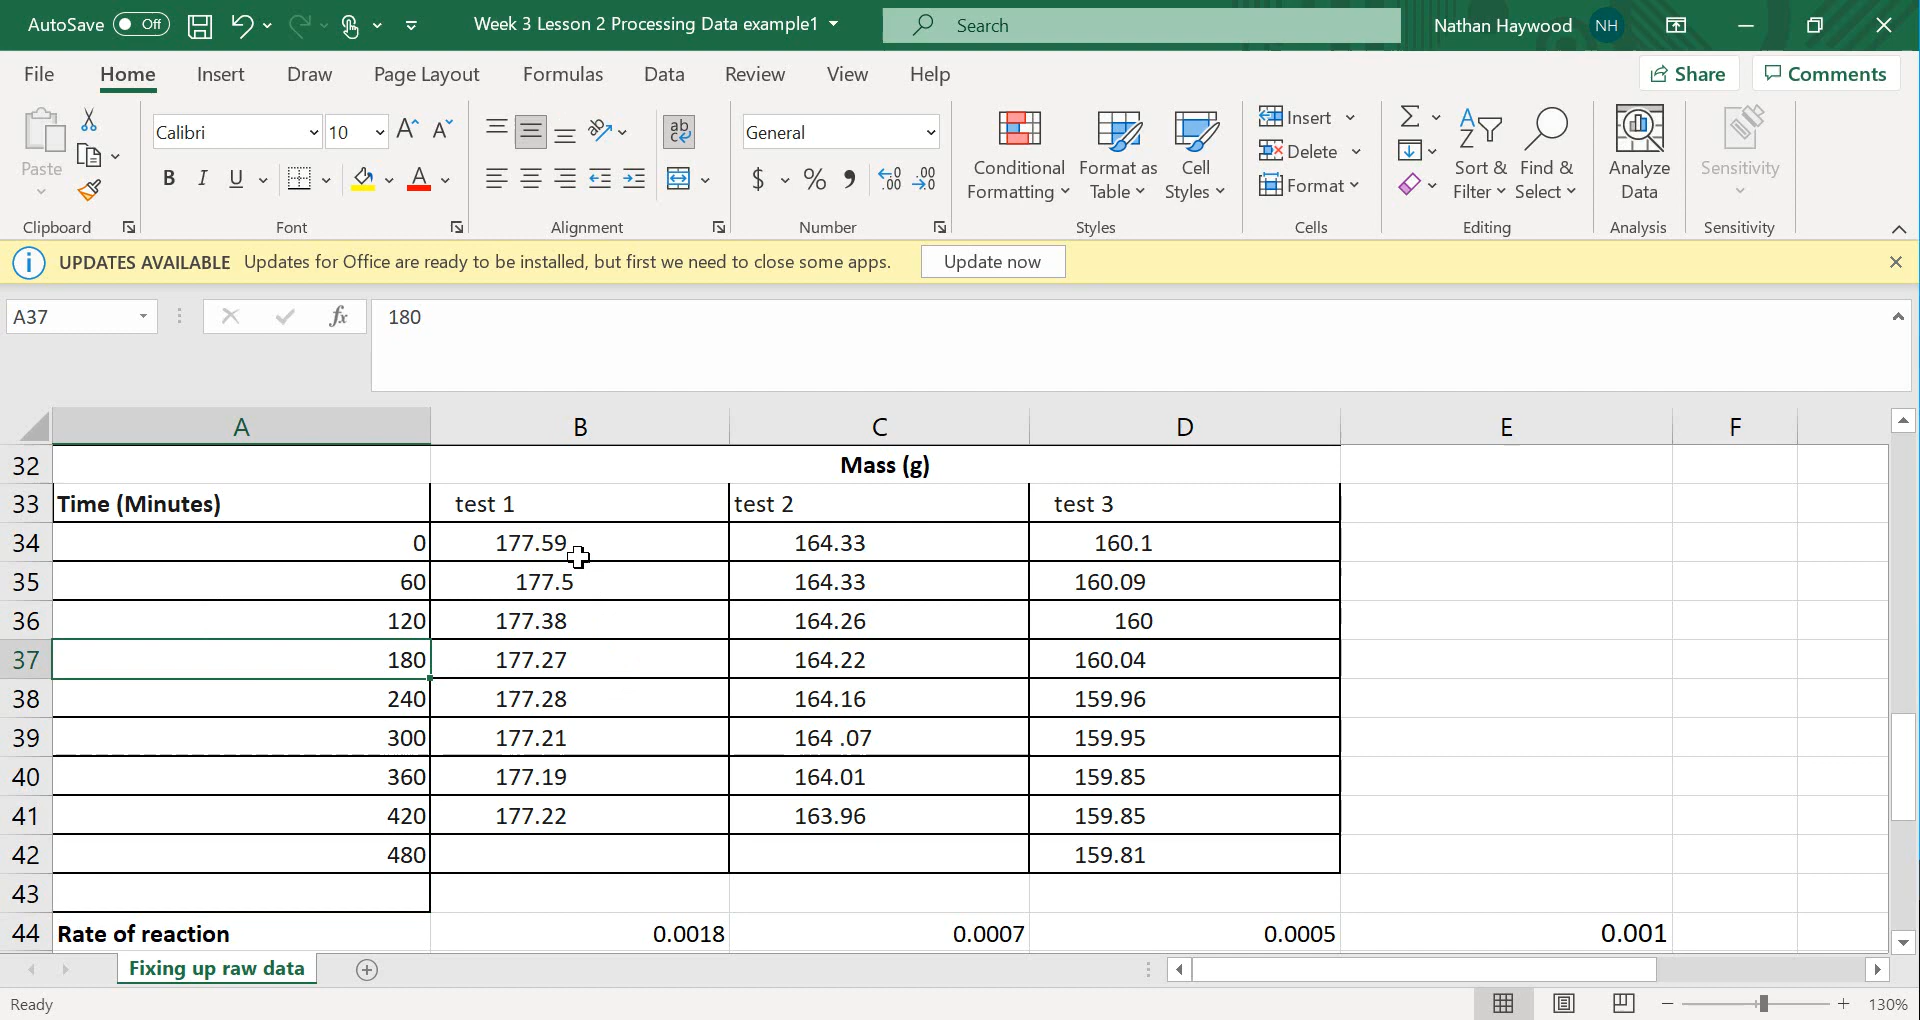 AutoSave Off Week 3 Lesson 2 Processing Data example1 Search Nathan Haywood NH
File Home Insert Draw Page Layout Formulas Data Review View Help Share Comments
Paste
Clipboard
Calibri 10
B I U A
Font
ab
Alignment
General
$ % 9 .00
Number
Conditional Formatting
Format as Table
Cell Styles
Styles
Insert
Delete
Format
Cells
Sort & Filter
Find & Select
Editing
Analyze Data
Analysis
Sensitivity
Sensitivity
UPDATES AVAILABLE Updates for Office are ready to be installed, but first we need to close some apps. Update now
A37 fx 180
A B C D E F
32 Mass (g)
33 Time (Minutes) test 1 test 2 test 3
34 0 177.59 164.33 160.1
35 60 177.5 164.33 160.09
36 120 177.38 164.26 160
37 180 177.27 164.22 160.04
38 240 177.28 164.16 159.96
39 300 177.21 164 .07 159.95
40 360 177.19 164.01 159.85
41 420 177.22 163.96 159.85
42 480 159.81
43
44 Rate of reaction 0.0018 0.0007 0.0005 0.001
Fixing up raw data
Ready 130%